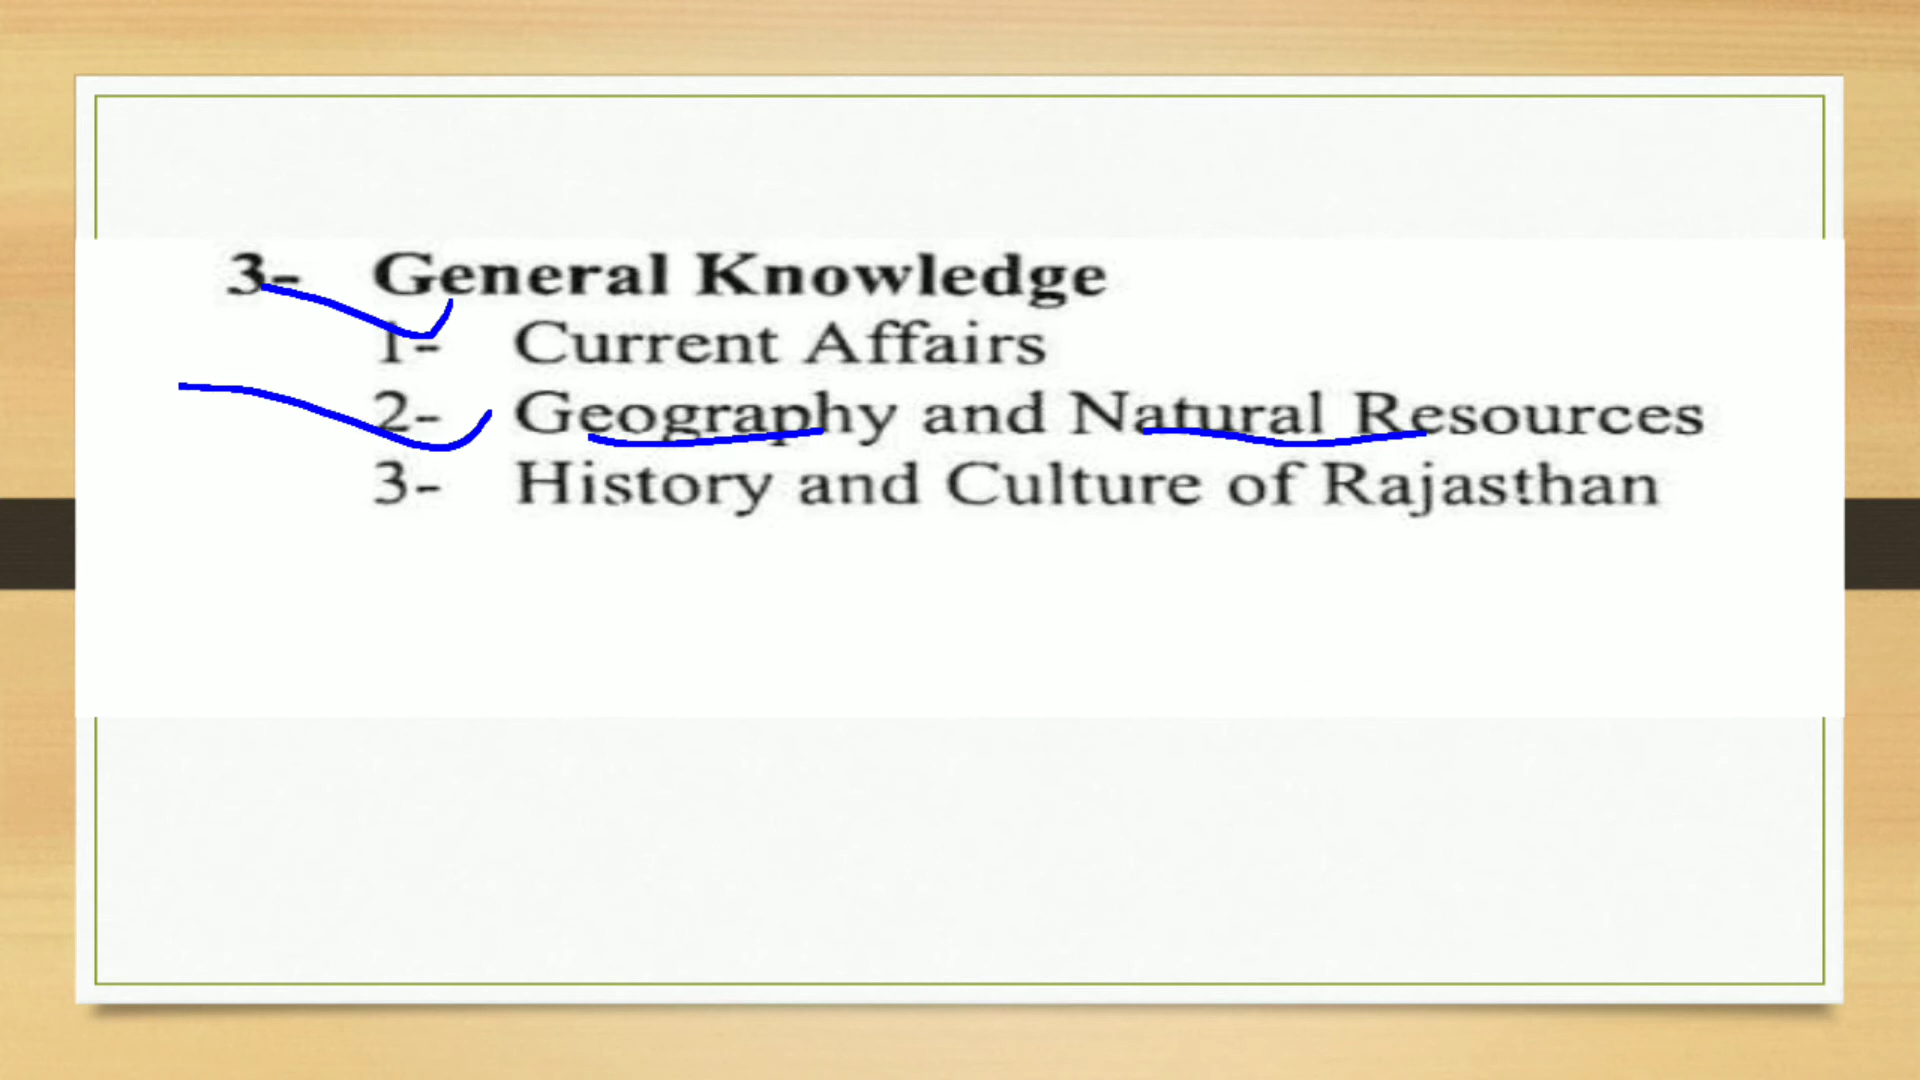 3- General Knowledge
1- Current Affairs
2- Geography and Natural Resources
3- History and Culture of Rajasthan